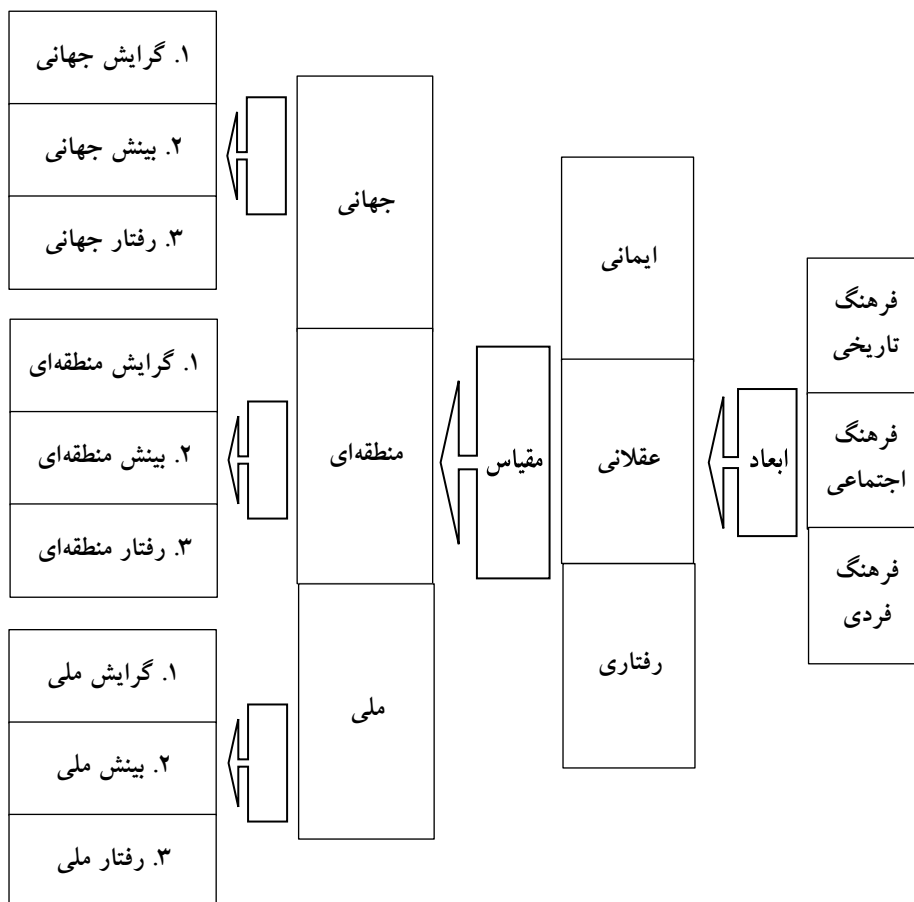 فرهنگ
تاریخی
فرهنگ
اجتماعی
فرهنگ
فردی
ابعاد
ایمانی
عقلانی
رفتاری
مقیاس
جهانی
منطقه‌ای
ملی
۱. گرایش جهانی
۲. بینش جهانی
۳. رفتار جهانی
۱. گرایش منطقه‌ای
۲. بینش منطقه‌ای
۳. رفتار منطقه‌ای
۱. گرایش ملی
۲. بینش ملی
۳. رفتار ملی